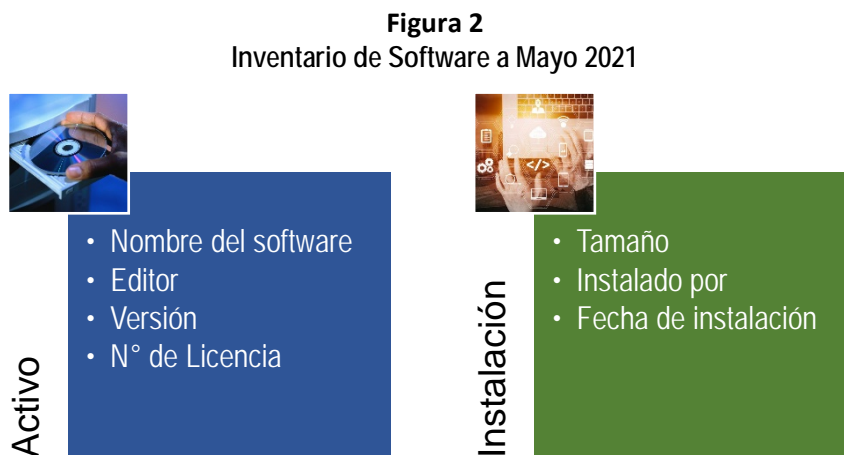 Figura 2
Inventario de Software a Mayo 2021
Activo
• Nombre del software
• Editor
• Versión
• N° de Licencia
Instalación
• Tamaño
• Instalado por
• Fecha de instalación